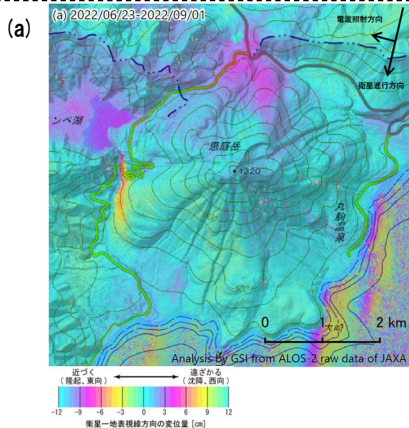 (a)
(a) 2022/06/23-2022/09/01
電波照射方向
衛星進行方向
ンベ湖
恵庭岳
1320
丸駒温泉
500
0 1 2 km
Analysis by GSI from ALOS-2 raw data of JAXA
近づく 遠ざかる
(隆起、東向) (沈降、西向)
-12 -9 -6 -3 0 3 6 9 12
衛星－地表視線方向の変位量 [cm]